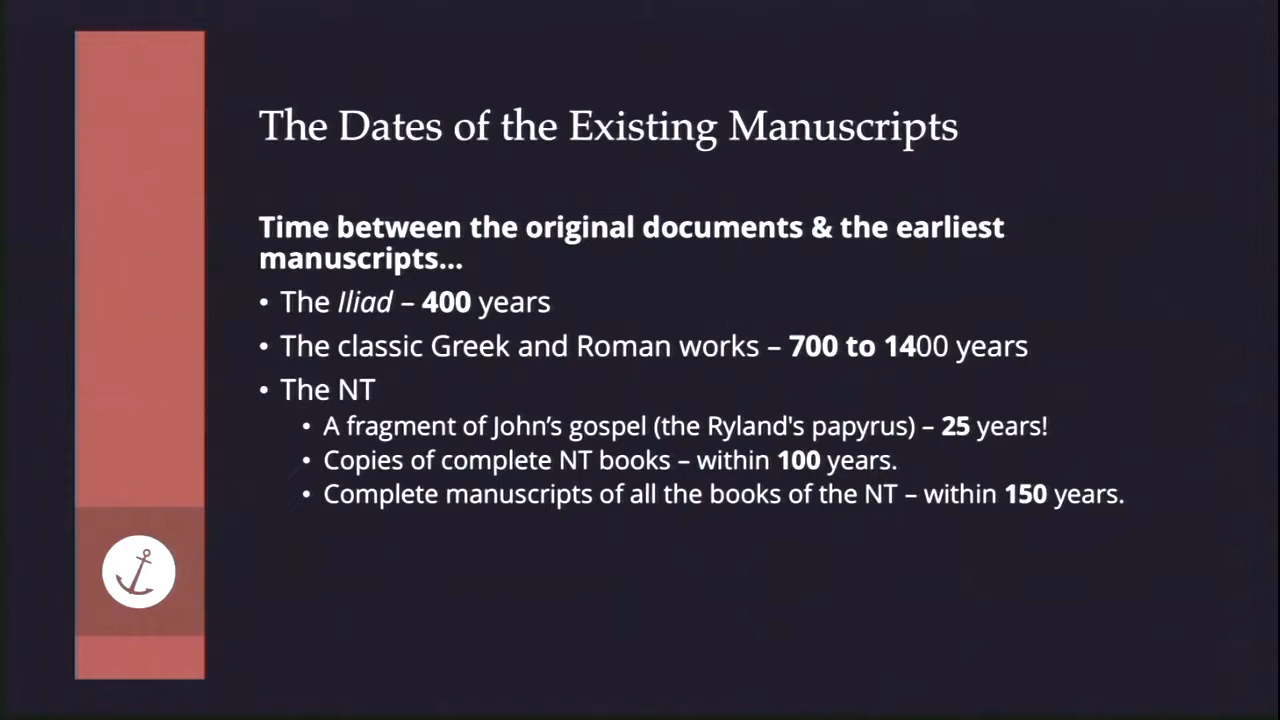 The Dates of the Existing Manuscripts
Time between the original documents & the earliest
manuscripts...
• The Iliad – 400 years
• The classic Greek and Roman works – 700 to 1400 years
• The NT
• A fragment of John’s gospel (the Ryland's papyrus) – 25 years!
• Copies of complete NT books – within 100 years.
• Complete manuscripts of all the books of the NT – within 150 years.